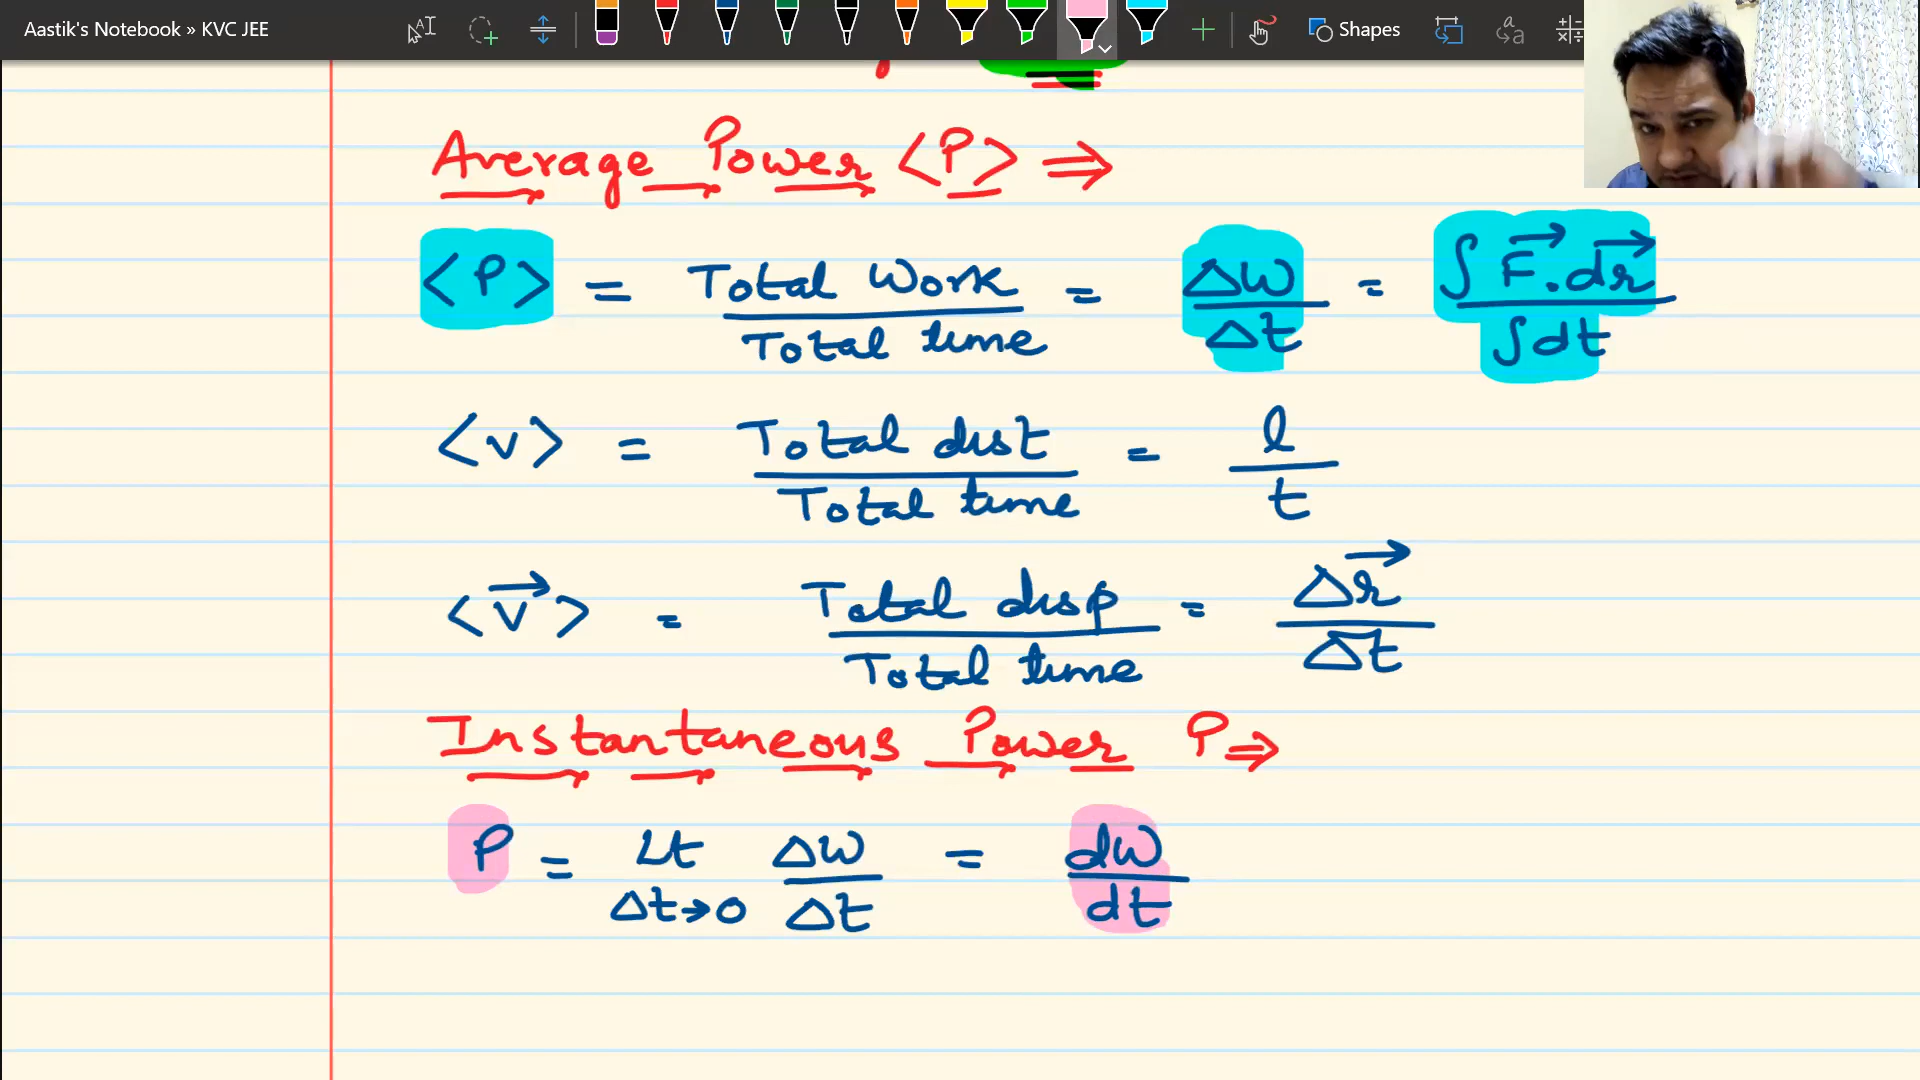 Aastik's Notebook » KVC JEE
Shapes
Average Power <P> ⇒
<P> = Total Work / Total time = ΔW / Δt = ∫ F⃗ . dr⃗ / ∫ dt
<v> = Total dist / Total time = l / t
<v⃗> = Total disp / Total time = Δr⃗ / Δt
Instantaneous Power P ⇒
P = Lt Δt→0 ΔW / Δt = dW / dt